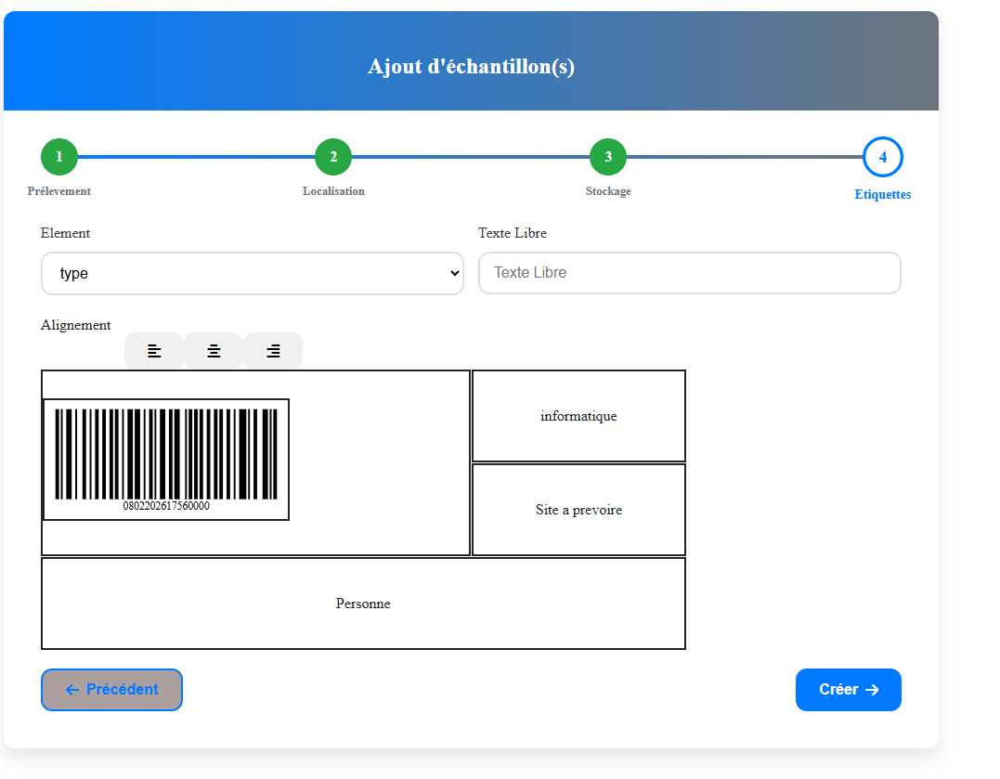 Ajout d'échantillon(s)
1
2
3
4
Prélevement
Localisation
Stockage
Etiquettes
Element
Texte Libre
type
Texte Libre
Alignement
informatique
0802202617560000
Site a prevoire
Personne
Précédent
Créer